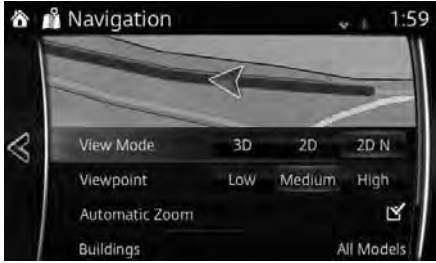 Navigation 1:59
View Mode 3D 2D 2D N
Viewpoint Low Medium High
Automatic Zoom
Buildings All Models